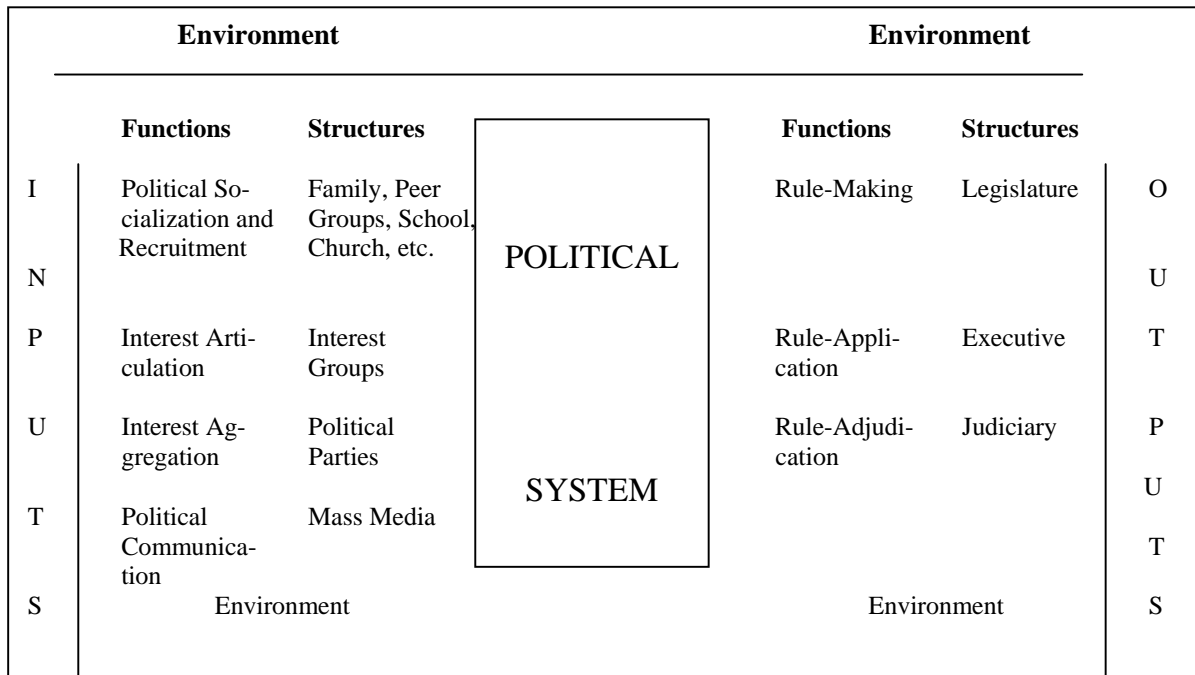 Environment Environment
Functions Structures Functions Structures
I Political So- Family, Peer Rule-Making Legislature O
cialization and Groups, School,
Recruitment Church, etc.
POLITICAL
N U
P Interest Arti- Interest Rule-Appli- Executive T
culation Groups cation
U Interest Ag- Political Rule-Adjudi- Judiciary P
gregation Parties cation
SYSTEM U
T Political Mass Media T
Communica-
tion
S Environment Environment S